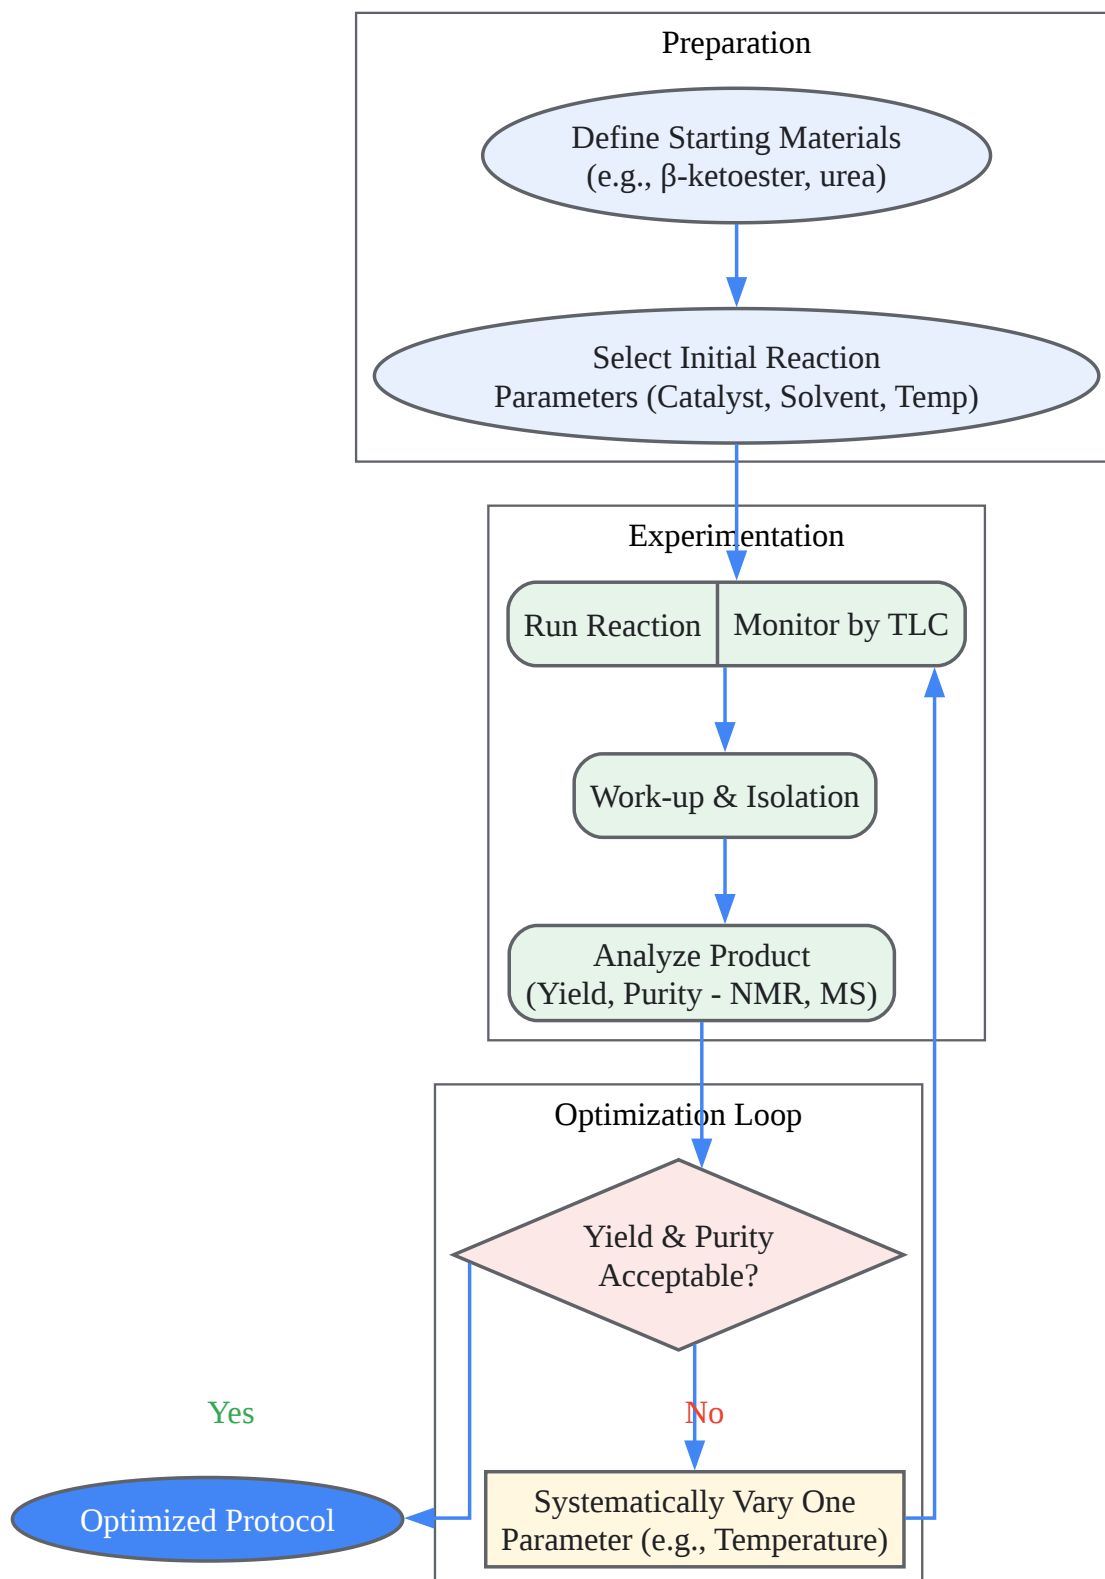 Preparation
Define Starting Materials
(e.g., β-ketoester, urea)
Select Initial Reaction
Parameters (Catalyst, Solvent, Temp)
Experimentation
Run Reaction
Monitor by TLC
Work-up & Isolation
Analyze Product
(Yield, Purity - NMR, MS)
Optimization Loop
Yield & Purity
Acceptable?
Yes
No
Optimized Protocol
Systematically Vary One
Parameter (e.g., Temperature)